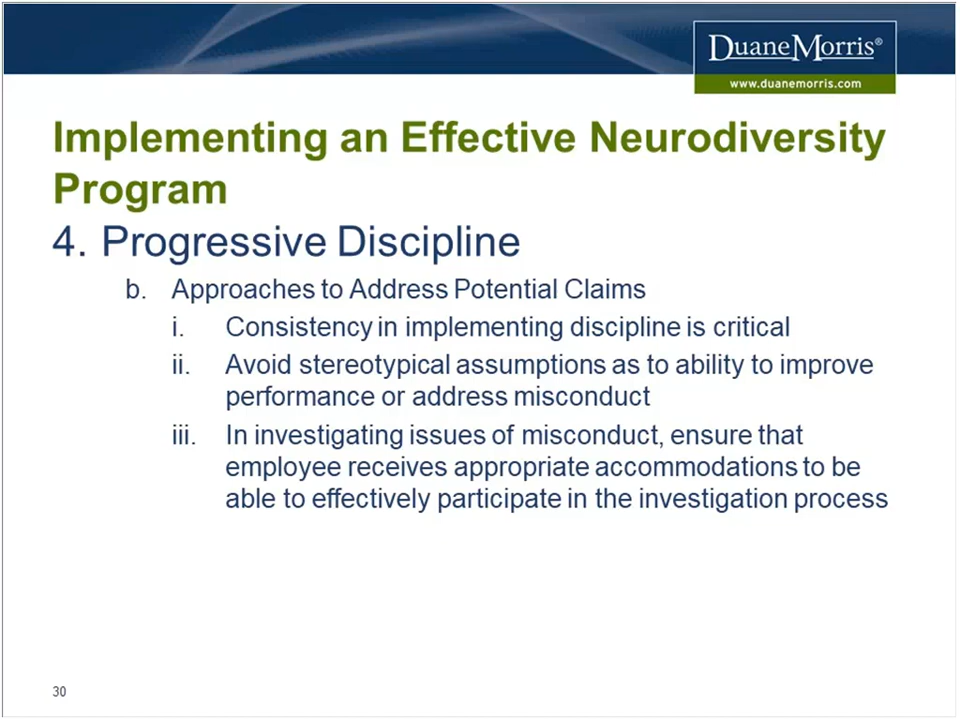 DuaneMorris®
www.duanemorris.com
Implementing an Effective Neurodiversity
Program
4. Progressive Discipline
b. Approaches to Address Potential Claims
i. Consistency in implementing discipline is critical
ii. Avoid stereotypical assumptions as to ability to improve
performance or address misconduct
iii. In investigating issues of misconduct, ensure that
employee receives appropriate accommodations to be
able to effectively participate in the investigation process
30